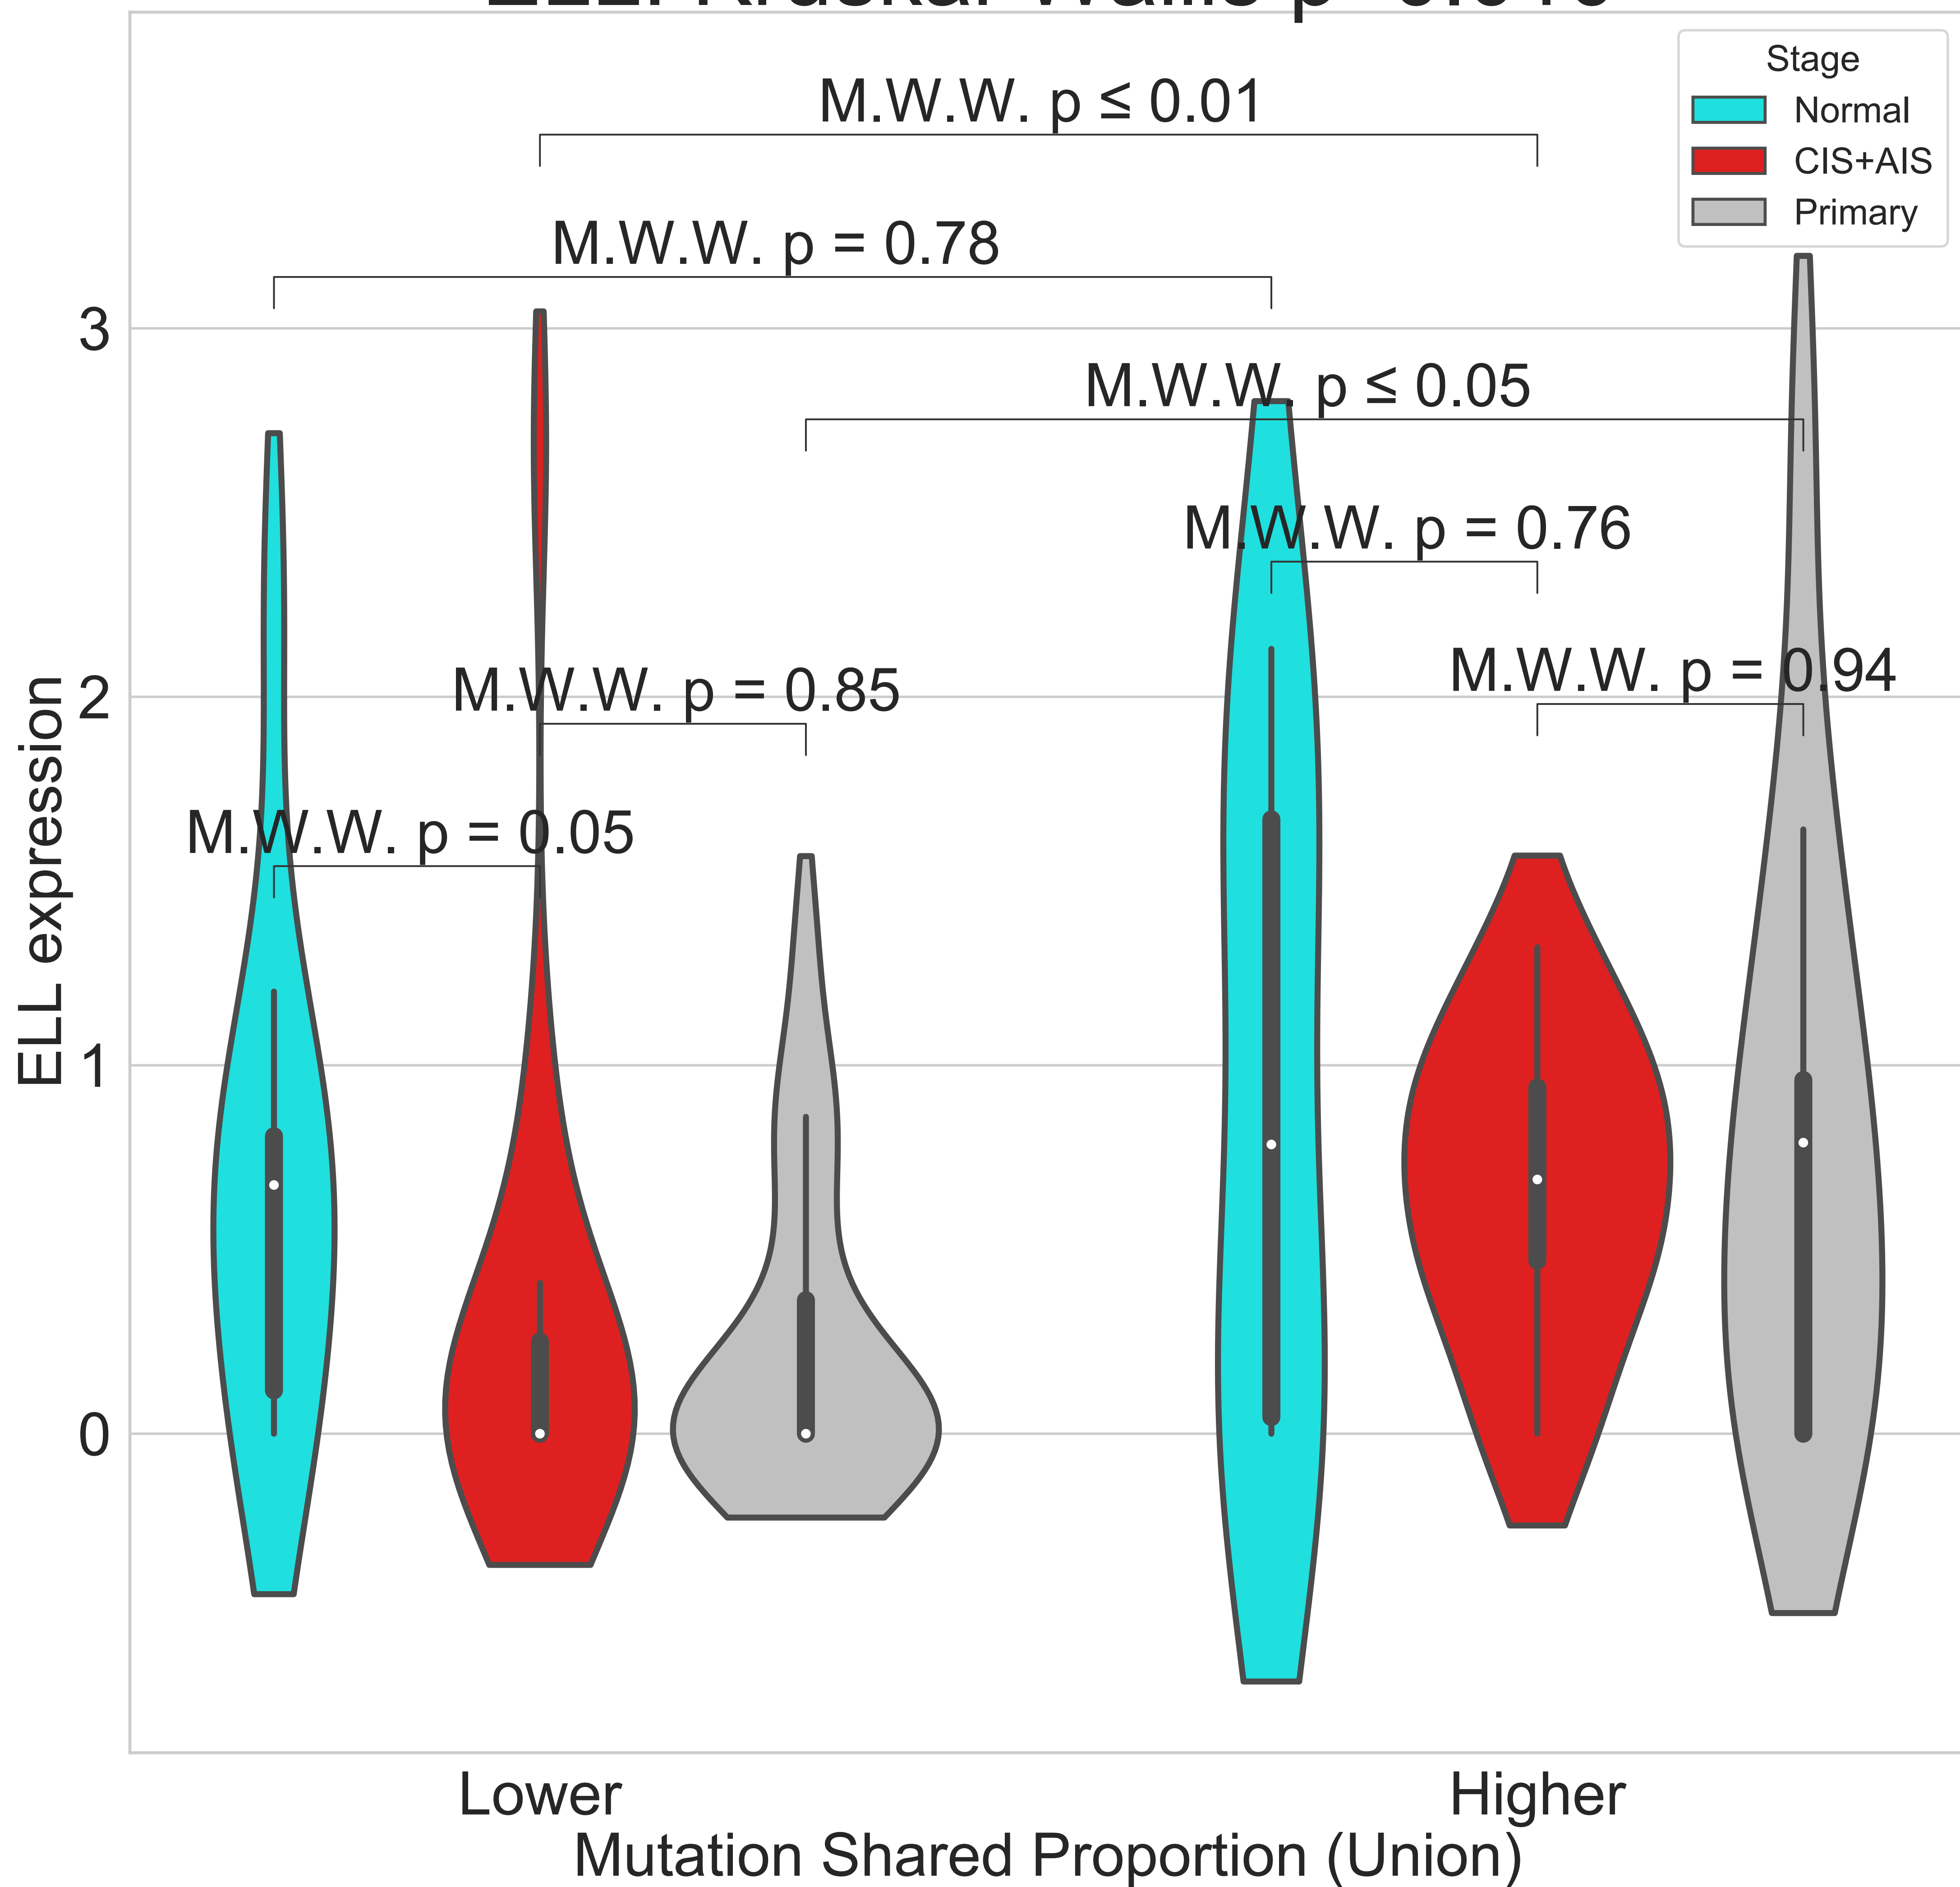 Stage
Normal
CIS+AIS
Primary
M.W.W. p ≤ 0.01
M.W.W. p = 0.78
M.W.W. p ≤ 0.05
M.W.W. p = 0.76
M.W.W. p = 0.94
M.W.W. p = 0.85
M.W.W. p = 0.05
3
2
1
0
ELL expression
Lower
Higher
Mutation Shared Proportion (Union)